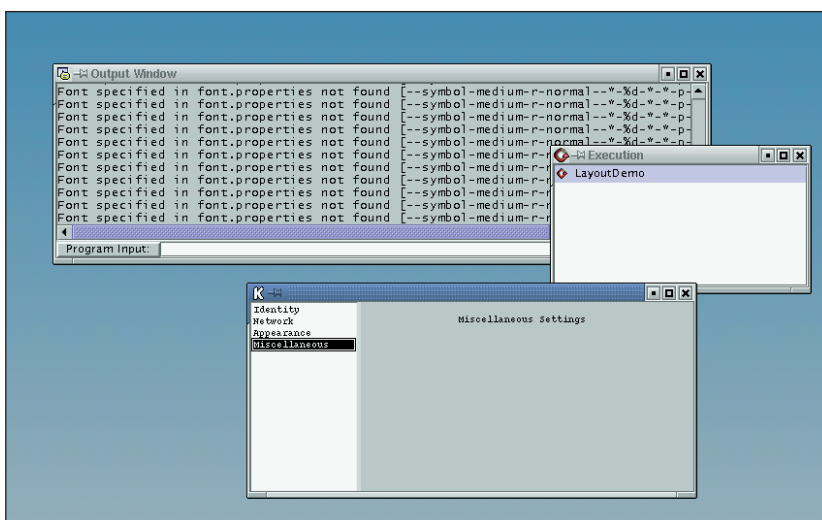 Output Window
Font specified in font.properties not found [--symbol-medium-r-normal--*-%d-*-*-p-
Font specified in font.properties not found [--symbol-medium-r-normal--*-%d-*-*-p-
Font specified in font.properties not found [--symbol-medium-r-normal--*-%d-*-*-p-
Font specified in font.properties not found [--symbol-medium-r-normal--*-%d-*-*-p-
Font specified in font.properties not found [--symbol-medium-r-normal--*-%d-*-*-p-
Font specified in font.properties not found [--symbol-medium-r-
Font specified in font.properties not found [--symbol-medium-r-
Font specified in font.properties not found [--symbol-medium-r-
Font specified in font.properties not found [--symbol-medium-r-
Font specified in font.properties not found [--symbol-medium-r-
Font specified in font.properties not found [--symbol-medium-r-
Program Input:
Execution
LayoutDemo
Identity
Network
Appearance
Miscellaneous
Miscellaneous Settings